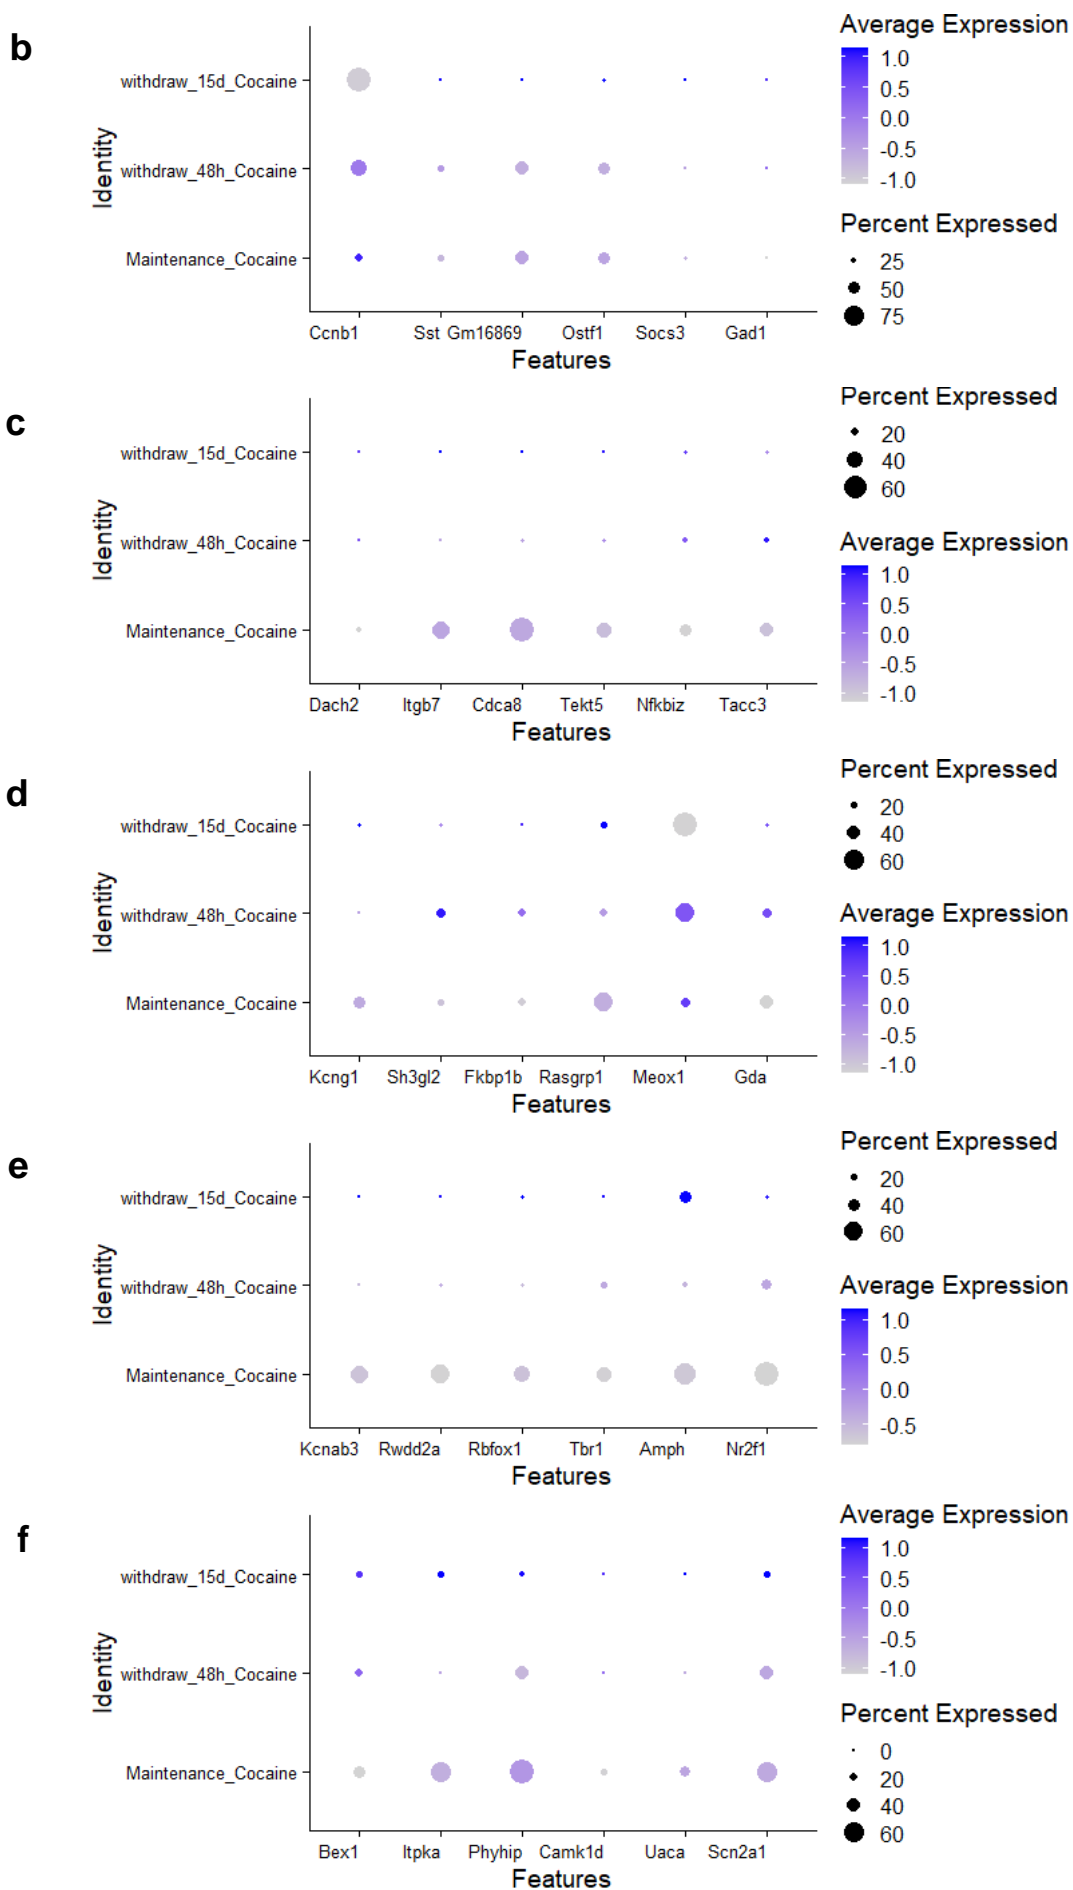 b
withdraw_15d_Cocaine
withdraw_48h_Cocaine
Maintenance_Cocaine
Identity
Ccnb1 Sst Gm16869 Ostf1 Socs3 Gad1
Features
Average Expression
1.0
0.5
0.0
-0.5
-1.0
Percent Expressed
25
50
75
c
withdraw_15d_Cocaine
withdraw_48h_Cocaine
Maintenance_Cocaine
Identity
Dach2 Itgb7 Cdca8 Tekt5 Nfkbiz Tacc3
Features
Percent Expressed
20
40
60
Average Expression
1.0
0.5
0.0
-0.5
-1.0
d
withdraw_15d_Cocaine
withdraw_48h_Cocaine
Maintenance_Cocaine
Identity
Kcng1 Sh3gl2 Fkbp1b Rasgrp1 Meox1 Gda
Features
Percent Expressed
20
40
60
Average Expression
1.0
0.5
0.0
-0.5
-1.0
e
withdraw_15d_Cocaine
withdraw_48h_Cocaine
Maintenance_Cocaine
Identity
Kcnab3 Rwdd2a Rbfox1 Tbr1 Amph Nr2f1
Features
Percent Expressed
20
40
60
Average Expression
1.0
0.5
0.0
-0.5
f
withdraw_15d_Cocaine
withdraw_48h_Cocaine
Maintenance_Cocaine
Identity
Bex1 Itpka Phyhip Camk1d Uaca Scn2a1
Features
Average Expression
1.0
0.5
0.0
-0.5
-1.0
Percent Expressed
0
20
40
60